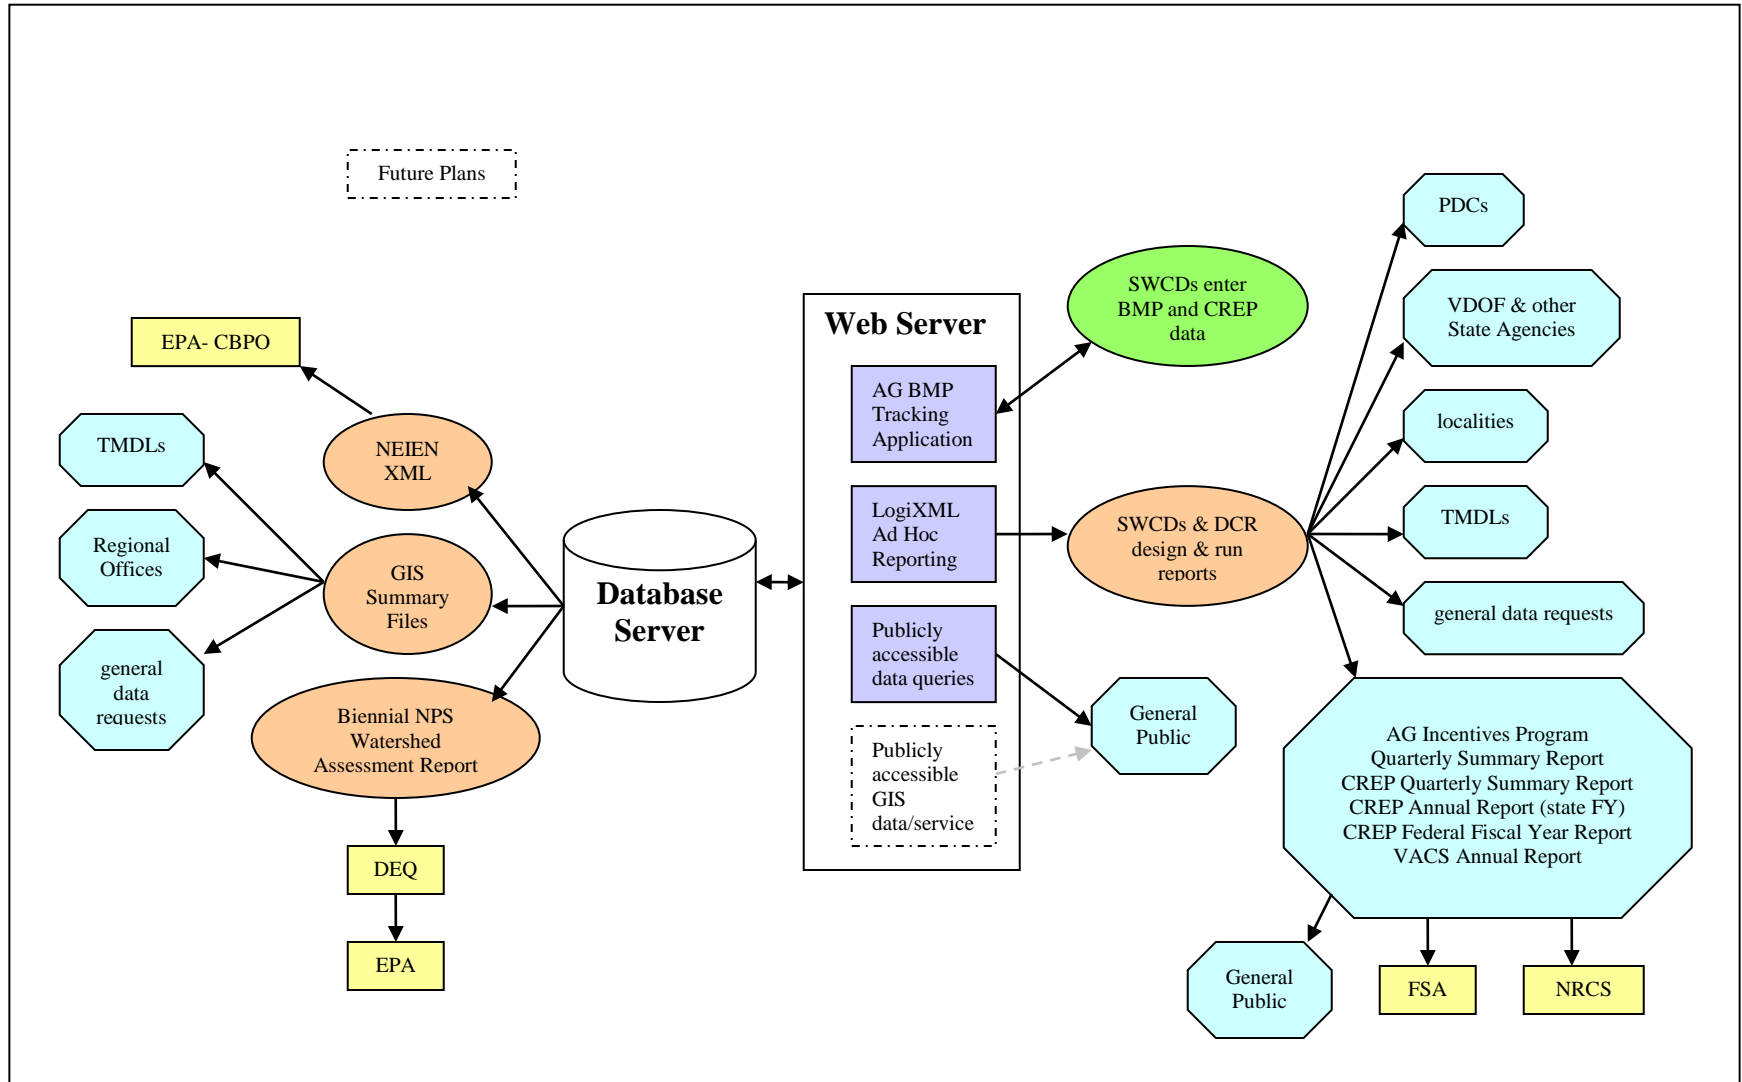 Future Plans
EPA- CBPO
TMDLs
Regional
Offices
general
data
requests
NEIEN
XML
GIS
Summary
Files
Biennial NPS
Watershed
Assessment Report
DEQ
EPA
Database
Server
Web Server
AG BMP
Tracking
Application
LogiXML
Ad Hoc
Reporting
Publicly
accessible
data queries
Publicly
accessible
GIS
data/service
SWCDs enter
BMP and CREP
data
SWCDs & DCR
design & run
reports
General
Public
PDCs
VDOF & other
State Agencies
localities
TMDLs
general data requests
AG Incentives Program
Quarterly Summary Report
CREP Quarterly Summary Report
CREP Annual Report (state FY)
CREP Federal Fiscal Year Report
VACS Annual Report
General
Public
FSA
NRCS